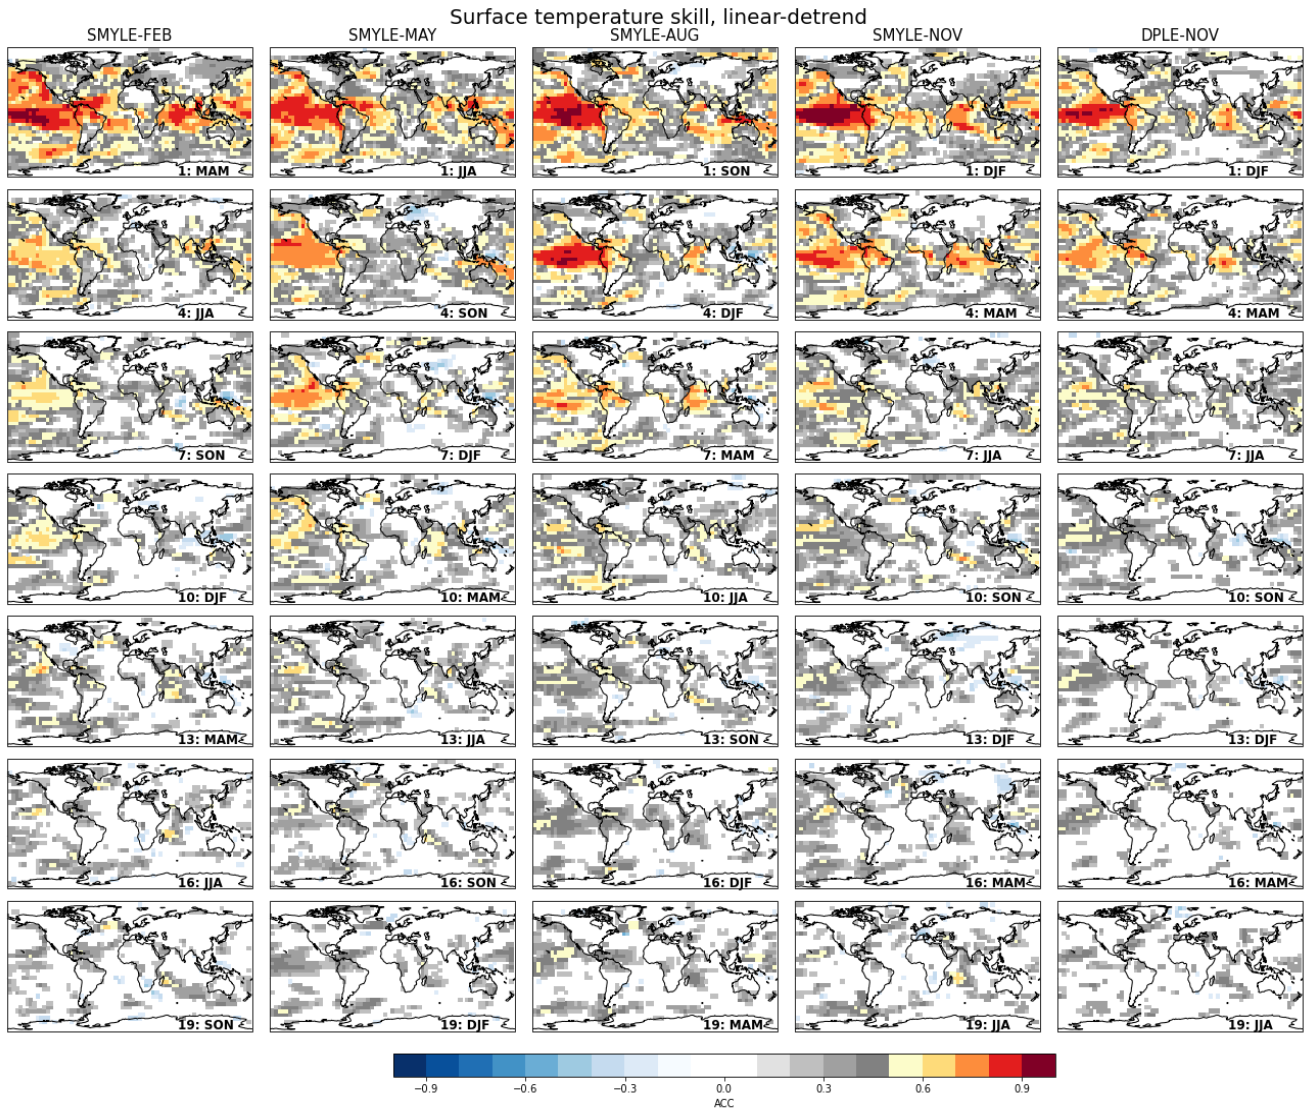 Surface temperature skill, linear-detrend
SMYLE-FEB SMYLE-MAY SMYLE-AUG SMYLE-NOV DPLE-NOV
1: MAM 1: JJA 1: SON 1: DJF 1: DJF
4: JJA 4: SON 4: DJF 4: MAM 4: MAM
7: SON 7: DJF 7: MAM 7: JJA 7: JJA
10: DJF 10: MAM 10: JJA 10: SON 10: SON
13: MAM 13: JJA 13: SON 13: DJF 13: DJF
16: JJA 16: SON 16: DJF 16: MAM 16: MAM
19: SON 19: DJF 19: MAM 19: JJA 19: JJA
−0.9 −0.6 −0.3 0.0 0.3 0.6 0.9
ACC